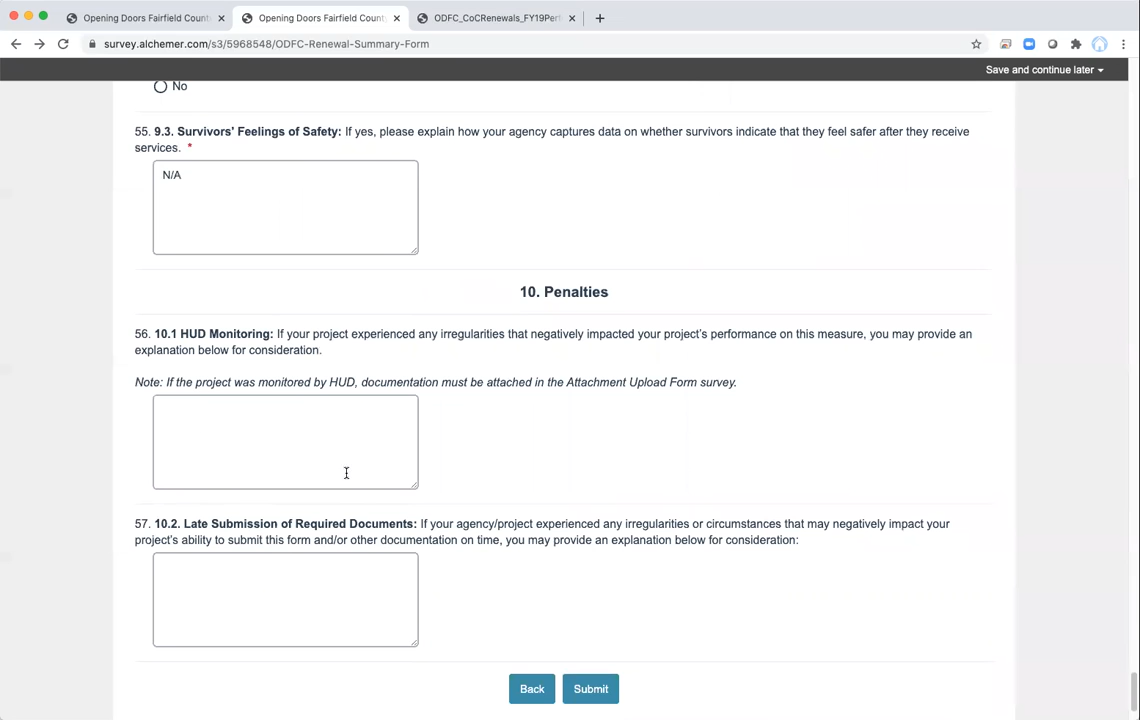 Opening Doors Fairfield Count
Opening Doors Fairfield Count
ODFC_CoCRenewals_FY19Perf
survey.alchemer.com/s3/5968548/ODFC-Renewal-Summary-Form
Save and continue later
No
55. 9.3. Survivors' Feelings of Safety: If yes, please explain how your agency captures data on whether survivors indicate that they feel safer after they receive
services. *
N/A
10. Penalties
56. 10.1 HUD Monitoring: If your project experienced any irregularities that negatively impacted your project's performance on this measure, you may provide an
explanation below for consideration.
Note: If the project was monitored by HUD, documentation must be attached in the Attachment Upload Form survey.
57. 10.2. Late Submission of Required Documents: If your agency/project experienced any irregularities or circumstances that may negatively impact your
project's ability to submit this form and/or other documentation on time, you may provide an explanation below for consideration:
Back
Submit